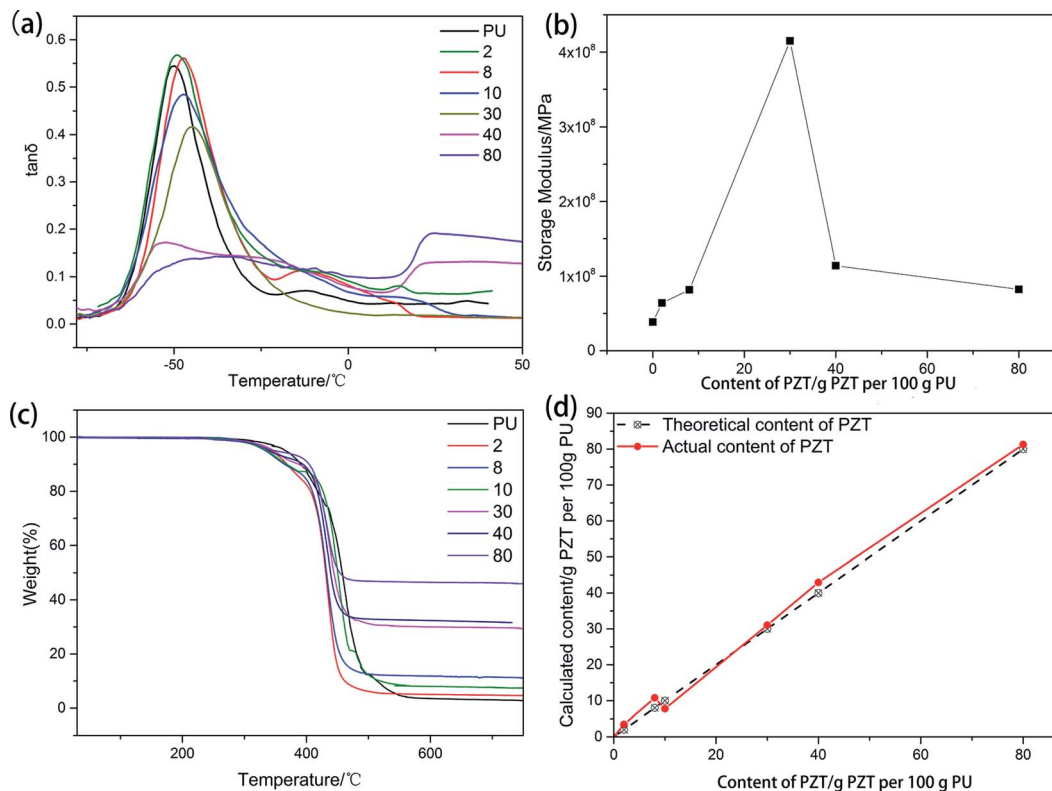 (a)
0.6
0.5
0.4
0.3
0.2
0.1
0.0
tanδ
-50
0
50
Temperature/℃
PU
2
8
10
30
40
80
(b)
4x10⁸
3x10⁸
2x10⁸
1x10⁸
0
Storage Modulus/MPa
0
20
40
60
80
Content of PZT/g PZT per 100 g PU
(c)
100
80
60
40
20
0
Weight(%)
200
400
600
Temperature/℃
PU
2
8
10
30
40
80
(d)
90
80
70
60
50
40
30
20
10
0
Calculated content/g PZT per 100g PU
0
20
40
60
80
Content of PZT/g PZT per 100 g PU
Theoretical content of PZT
Actual content of PZT